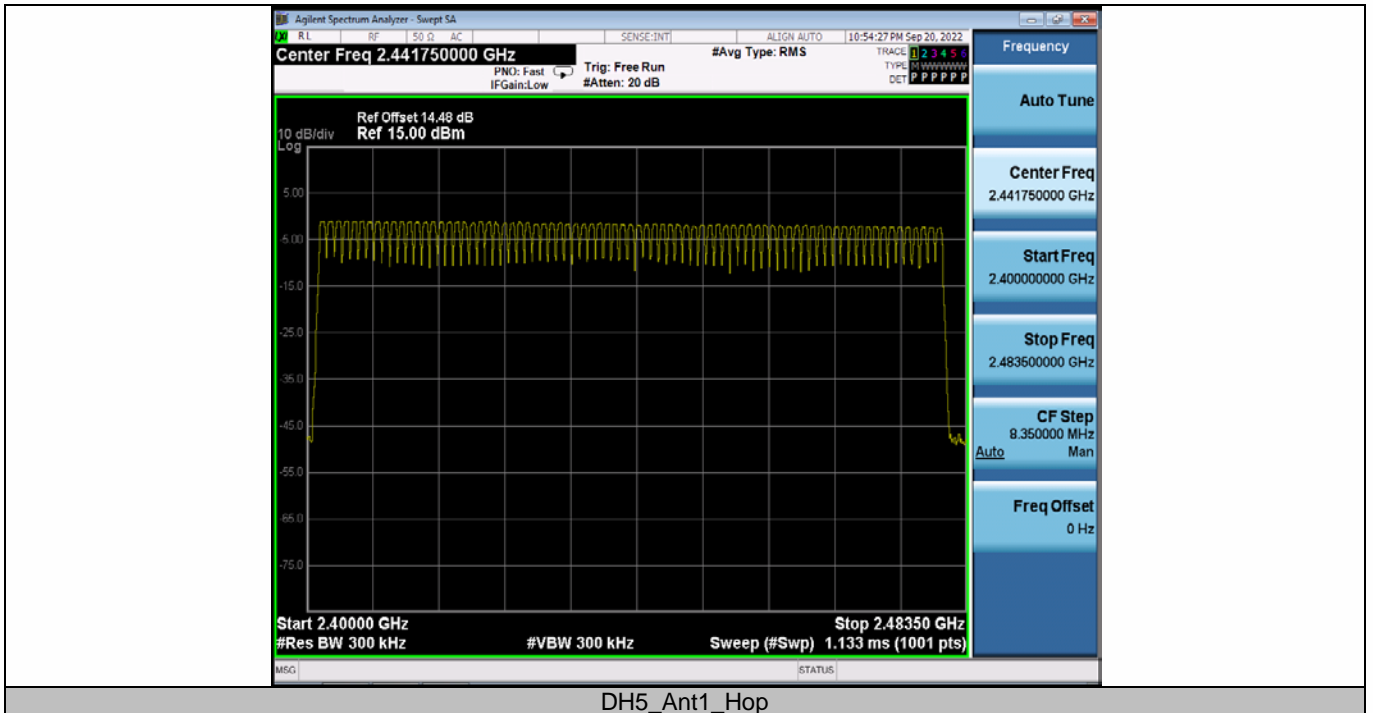 Agilent Spectrum Analyzer - Swept SA
RL RF 50 Ω AC SENSE:INT ALIGN AUTO 10:54:27 PM Sep 20, 2022
Center Freq 2.441750000 GHz
#Avg Type: RMS
TRACE 1 2 3 4 5 6
PNO: Fast Trig: Free Run
TYPE M WWWWW
IFGain:Low #Atten: 20 dB
DET P P P P P P
Ref Offset 14.48 dB
10 dB/div Ref 15.00 dBm
Log
5.00
-5.00
-15.0
-25.0
-35.0
-45.0
-55.0
-65.0
-75.0
Start 2.40000 GHz Stop 2.48350 GHz
#Res BW 300 kHz #VBW 300 kHz Sweep (#Swp) 1.133 ms (1001 pts)
MSG STATUS
Frequency
Auto Tune
Center Freq
2.441750000 GHz
Start Freq
2.400000000 GHz
Stop Freq
2.483500000 GHz
CF Step
8.350000 MHz
Auto Man
Freq Offset
0 Hz
DH5_Ant1_Hop